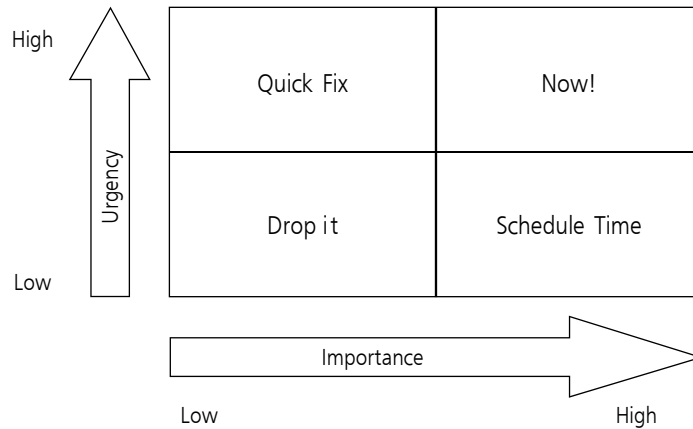 High
Quick Fix
Now!
Urgency
Drop it
Schedule Time
Low
Importance
Low
High